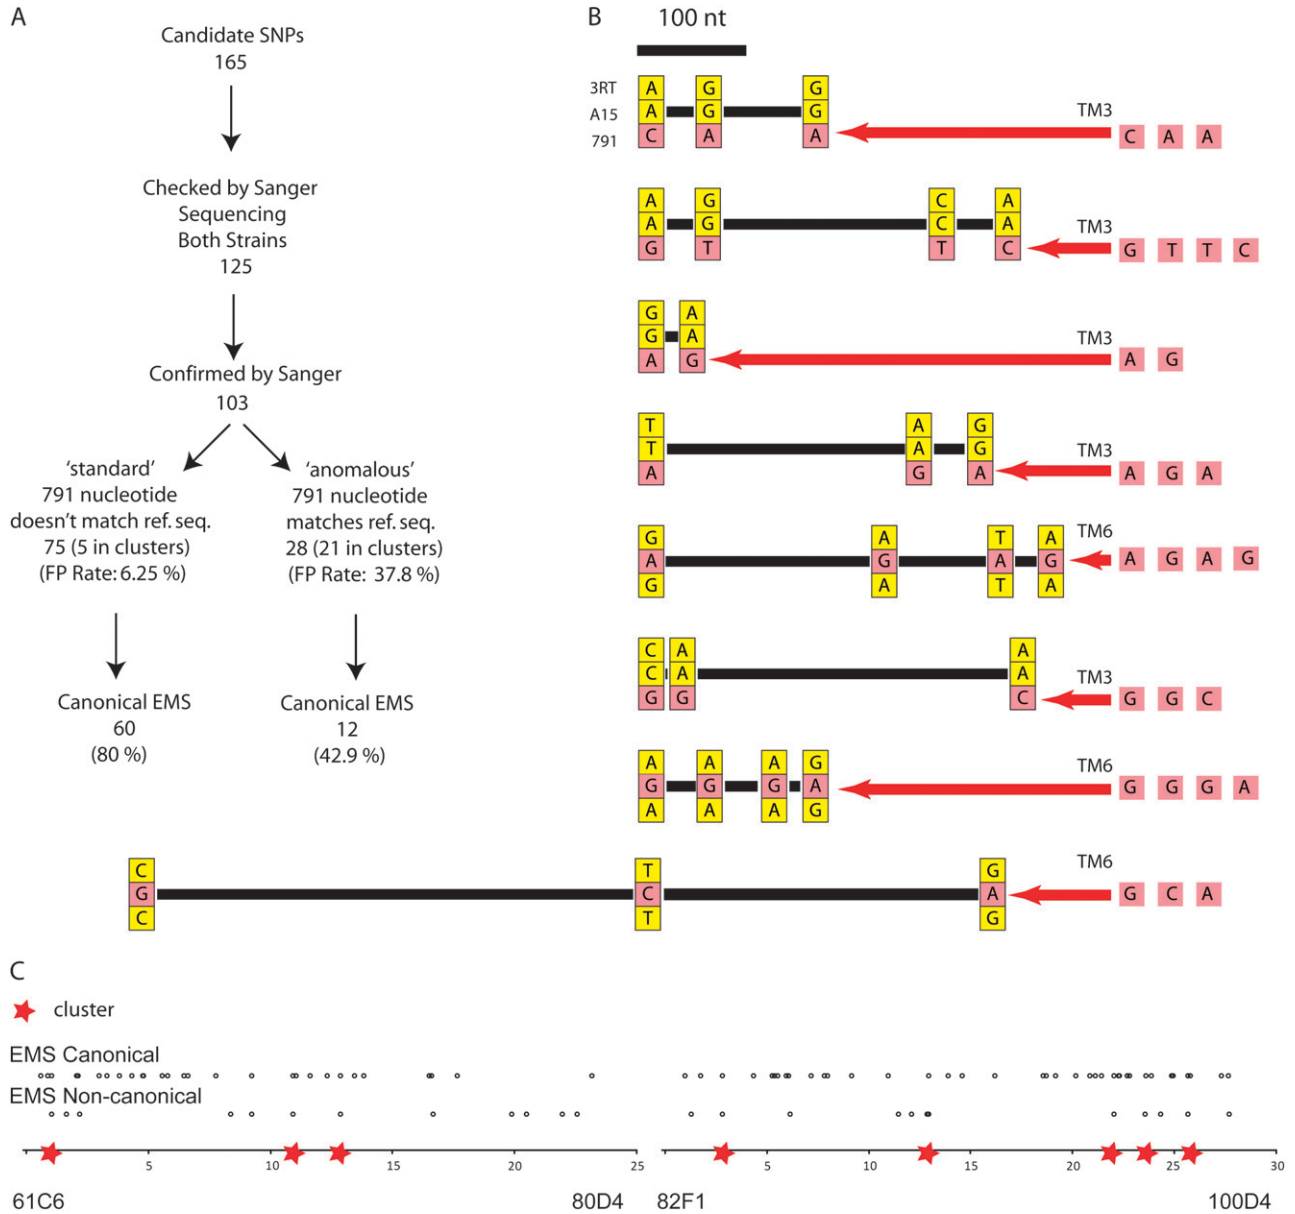 A
Candidate SNPs
165
Checked by Sanger
Sequencing
Both Strains
125
Confirmed by Sanger
103
'standard'
791 nucleotide
doesn't match ref. seq.
75 (5 in clusters)
(FP Rate: 6.25 %)
'anomalous'
791 nucleotide
matches ref. seq.
28 (21 in clusters)
(FP Rate: 37.8 %)
Canonical EMS
60
(80 %)
Canonical EMS
12
(42.9 %)
B
100 nt
3RT A G G
A15 A G G
791 C A A
TM3
C A A
A G C A
A G C A
G T T C
TM3
G T T C
G A
G A
A G
TM3
A G
T A G
T A G
A G A
TM3
A G A
G A T A
A G A G
G A T A
TM6
A G A G
C A A
C A A
G G C
TM3
G G C
A A A G
G G G A
A A A G
TM6
G G G A
C T G
G C A
C T G
TM6
G C A
C
cluster
EMS Canonical
EMS Non-canonical
5 10 15 20 25
5 10 15 20 25 30
61C6 80D4 82F1 100D4